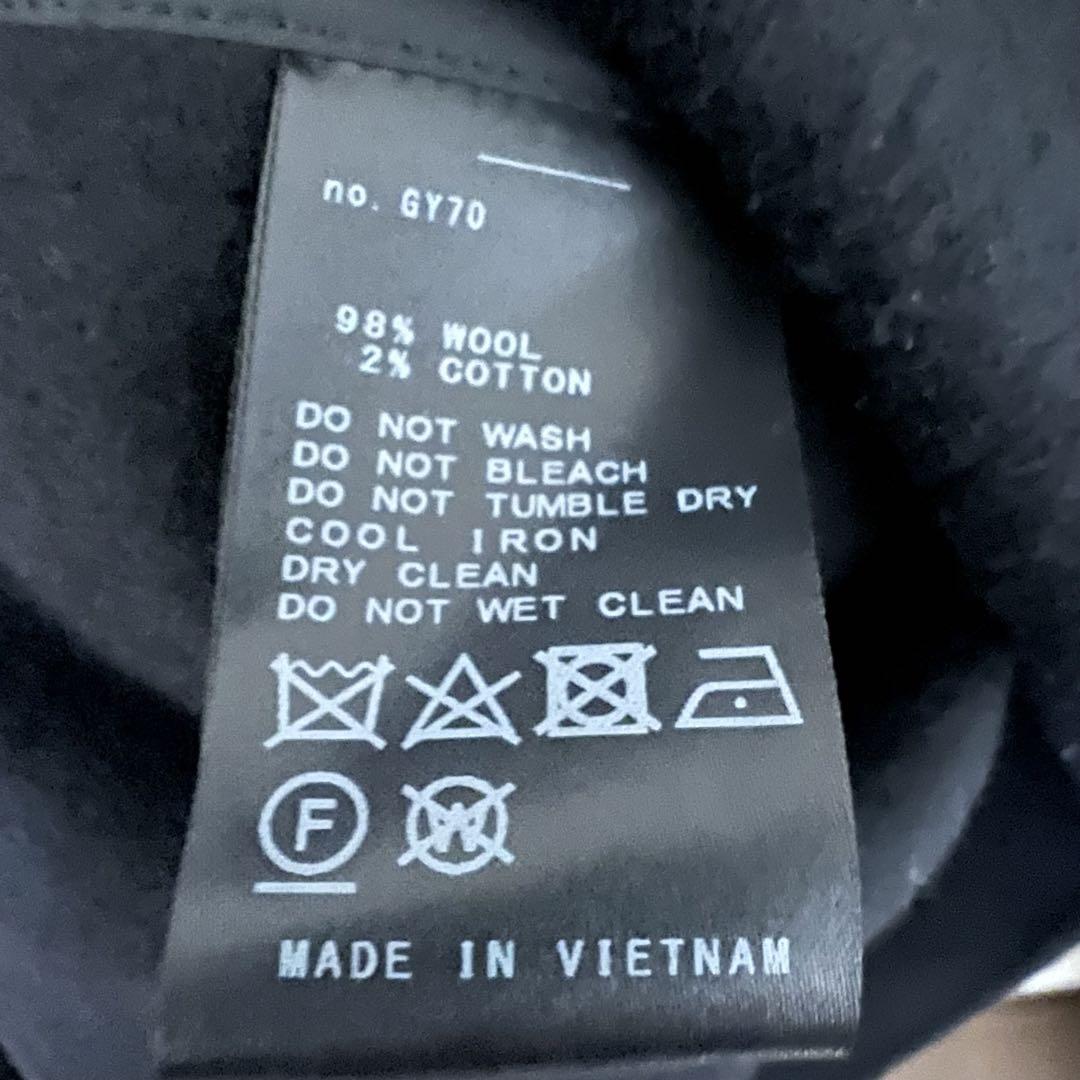 no. GY70
98% WOOL
2% COTTON
DO NOT WASH
DO NOT BLEACH
DO NOT TUMBLE DRY
COOL IRON
DRY CLEAN
DO NOT WET CLEAN
F W
MADE IN VIETNAM